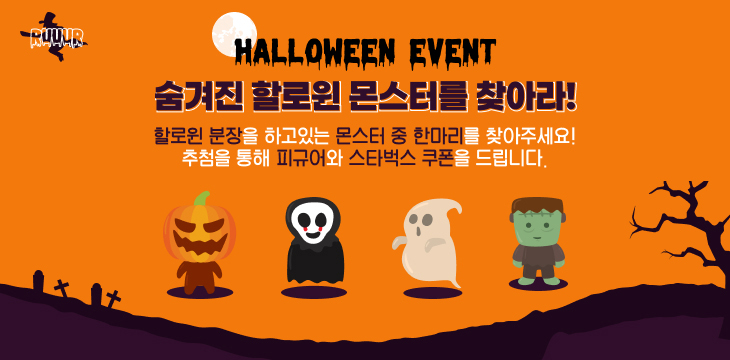 RUUUR
HALLOWEEN EVENT
숨겨진 할로윈 몬스터를 찾아라!
할로윈 분장을 하고있는 몬스터 중 한마리를 찾아주세요!
추첨을 통해 피규어와 스타벅스 쿠폰을 드립니다.